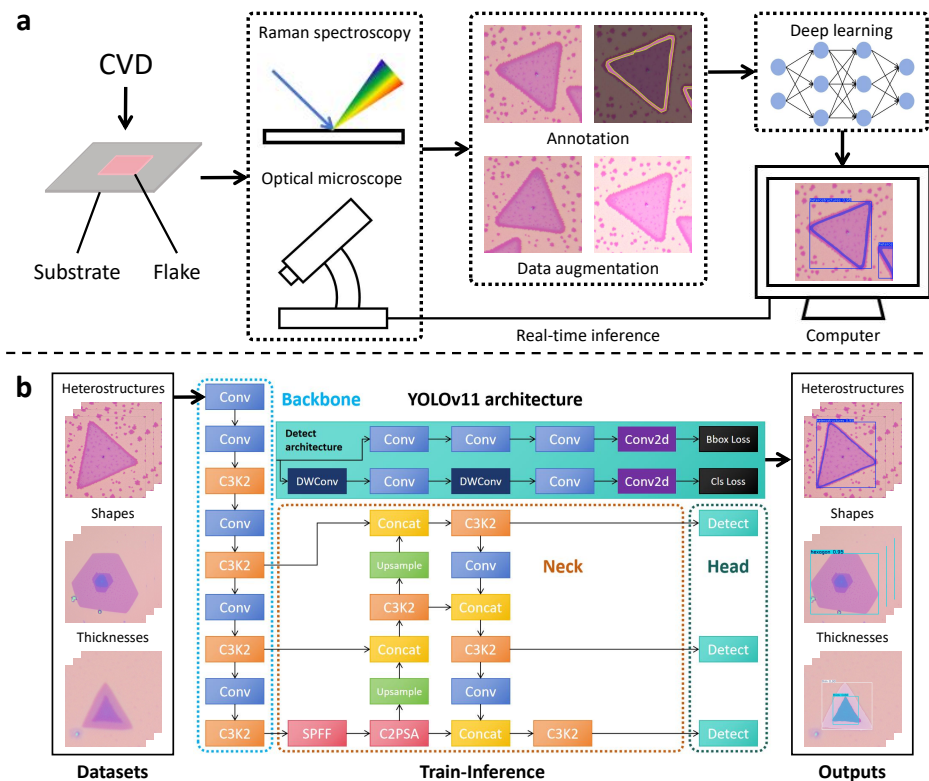 a
CVD
Substrate
Flake
Raman spectroscopy
Optical microscope
Annotation
Data augmentation
Deep learning
Computer
Real-time inference
b
Heterostructures
Shapes
Thicknesses
Datasets
Conv
Conv
C3K2
Conv
C3K2
Conv
C3K2
Conv
C3K2
Backbone
YOLOv11 architecture
Detect
architecture
Conv
Conv
Conv
Conv2d
Bbox Loss
DWConv
Conv
DWConv
Conv
Conv2d
Cls Loss
Concat
C3K2
Detect
Upsample
Conv
Neck
Head
C3K2
Concat
Concat
C3K2
Detect
Upsample
Conv
SPFF
C2PSA
Concat
C3K2
Detect
Train-Inference
Heterostructures
Shapes
hexagon 0.89
Thicknesses
Outputs